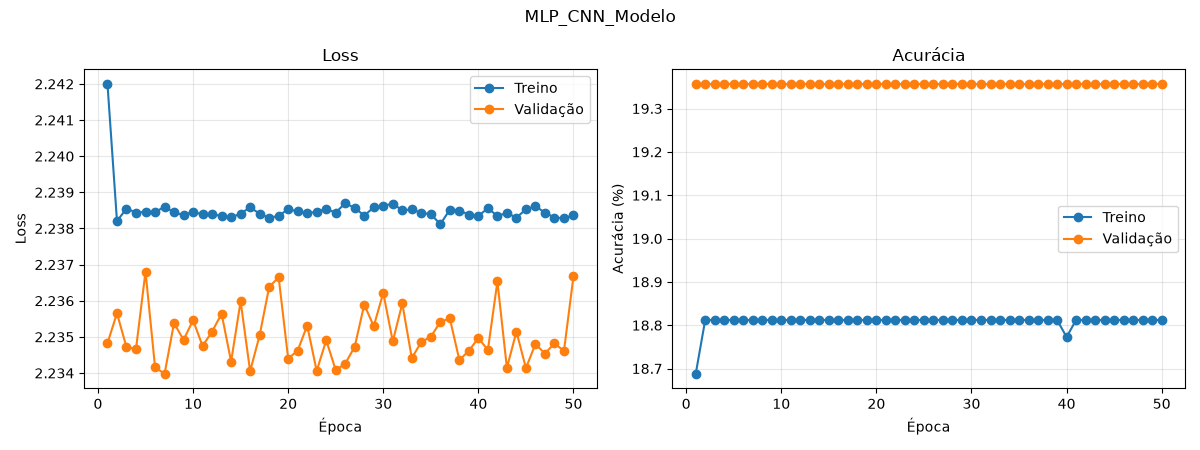 MLP_CNN_Modelo
Loss
2.242
2.241
2.240
2.239
2.238
2.237
2.236
2.235
2.234
Loss
0
10
20
30
40
50
Época
Treino
Validação
Acurácia
19.3
19.2
19.1
19.0
18.9
18.8
18.7
Acurácia (%)
0
10
20
30
40
50
Época
Treino
Validação